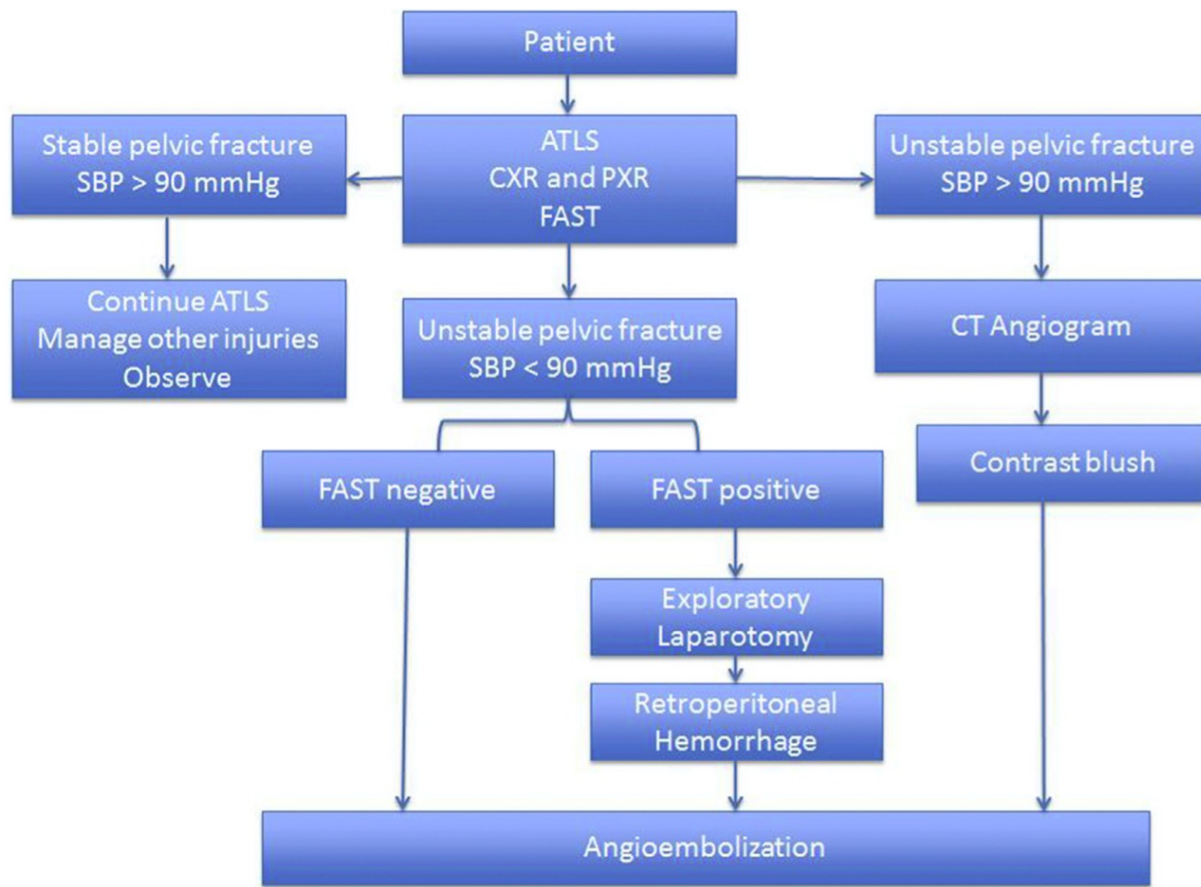 Patient
Stable pelvic fracture
SBP > 90 mmHg
ATLS
CXR and PXR
FAST
Unstable pelvic fracture
SBP > 90 mmHg
Continue ATLS
Manage other injuries
Observe
Unstable pelvic fracture
SBP < 90 mmHg
CT Angiogram
FAST negative
FAST positive
Contrast blush
Exploratory
Laparotomy
Retroperitoneal
Hemorrhage
Angioembolization